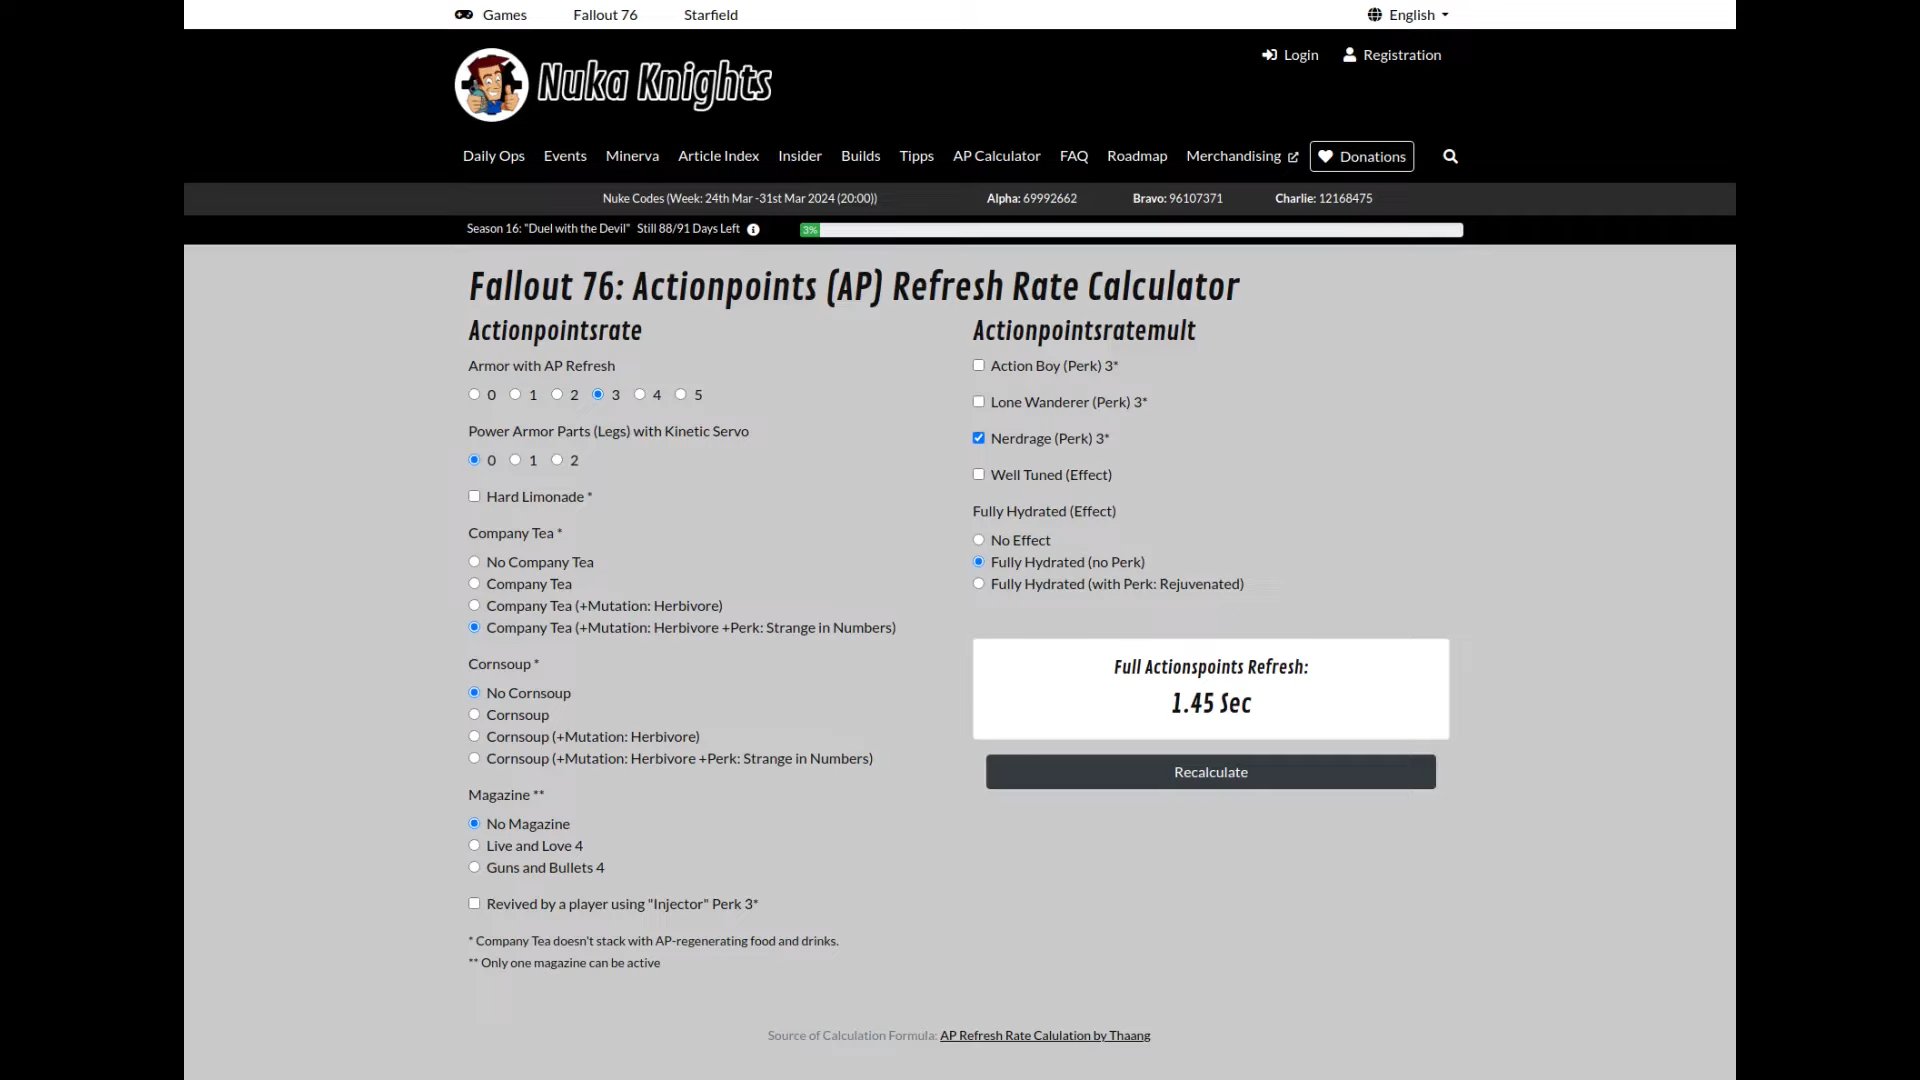 Games Fallout 76 Starfield English
Login Registration
Nuka Knights
Daily Ops Events Minerva Article Index Insider Builds Tipps AP Calculator FAQ Roadmap Merchandising Donations
Nuke Codes (Week: 24th Mar -31st Mar 2024 (20:00)) Alpha: 69992662 Bravo: 96107371 Charlie: 12168475
Season 16: "Duel with the Devil" Still 88/91 Days Left 3%
Fallout 76: Actionpoints (AP) Refresh Rate Calculator
Actionpointsrate
Armor with AP Refresh
0 1 2 3 4 5
Power Armor Parts (Legs) with Kinetic Servo
0 1 2
Hard Limonade *
Company Tea *
No Company Tea
Company Tea
Company Tea (+Mutation: Herbivore)
Company Tea (+Mutation: Herbivore +Perk: Strange in Numbers)
Cornsoup *
No Cornsoup
Cornsoup
Cornsoup (+Mutation: Herbivore)
Cornsoup (+Mutation: Herbivore +Perk: Strange in Numbers)
Magazine **
No Magazine
Live and Love 4
Guns and Bullets 4
Revived by a player using "Injector" Perk 3*
* Company Tea doesn't stack with AP-regenerating food and drinks.
** Only one magazine can be active
Actionpointsratemult
Action Boy (Perk) 3*
Lone Wanderer (Perk) 3*
Nerdrage (Perk) 3*
Well Tuned (Effect)
Fully Hydrated (Effect)
No Effect
Fully Hydrated (no Perk)
Fully Hydrated (with Perk: Rejuvenated)
Full Actionspoints Refresh:
1.45 Sec
Recalculate
Source of Calculation Formula: AP Refresh Rate Calulation by Thaang